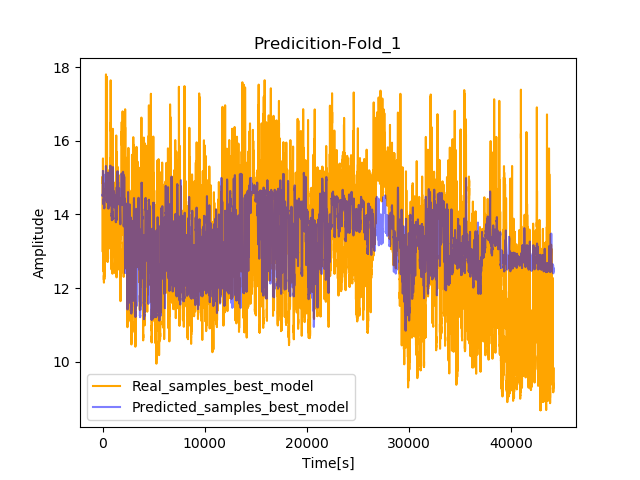 Predicition-Fold_1
18
16
14
12
10
Amplitude
Real_samples_best_model
Predicted_samples_best_model
0 10000 20000 30000 40000
Time[s]